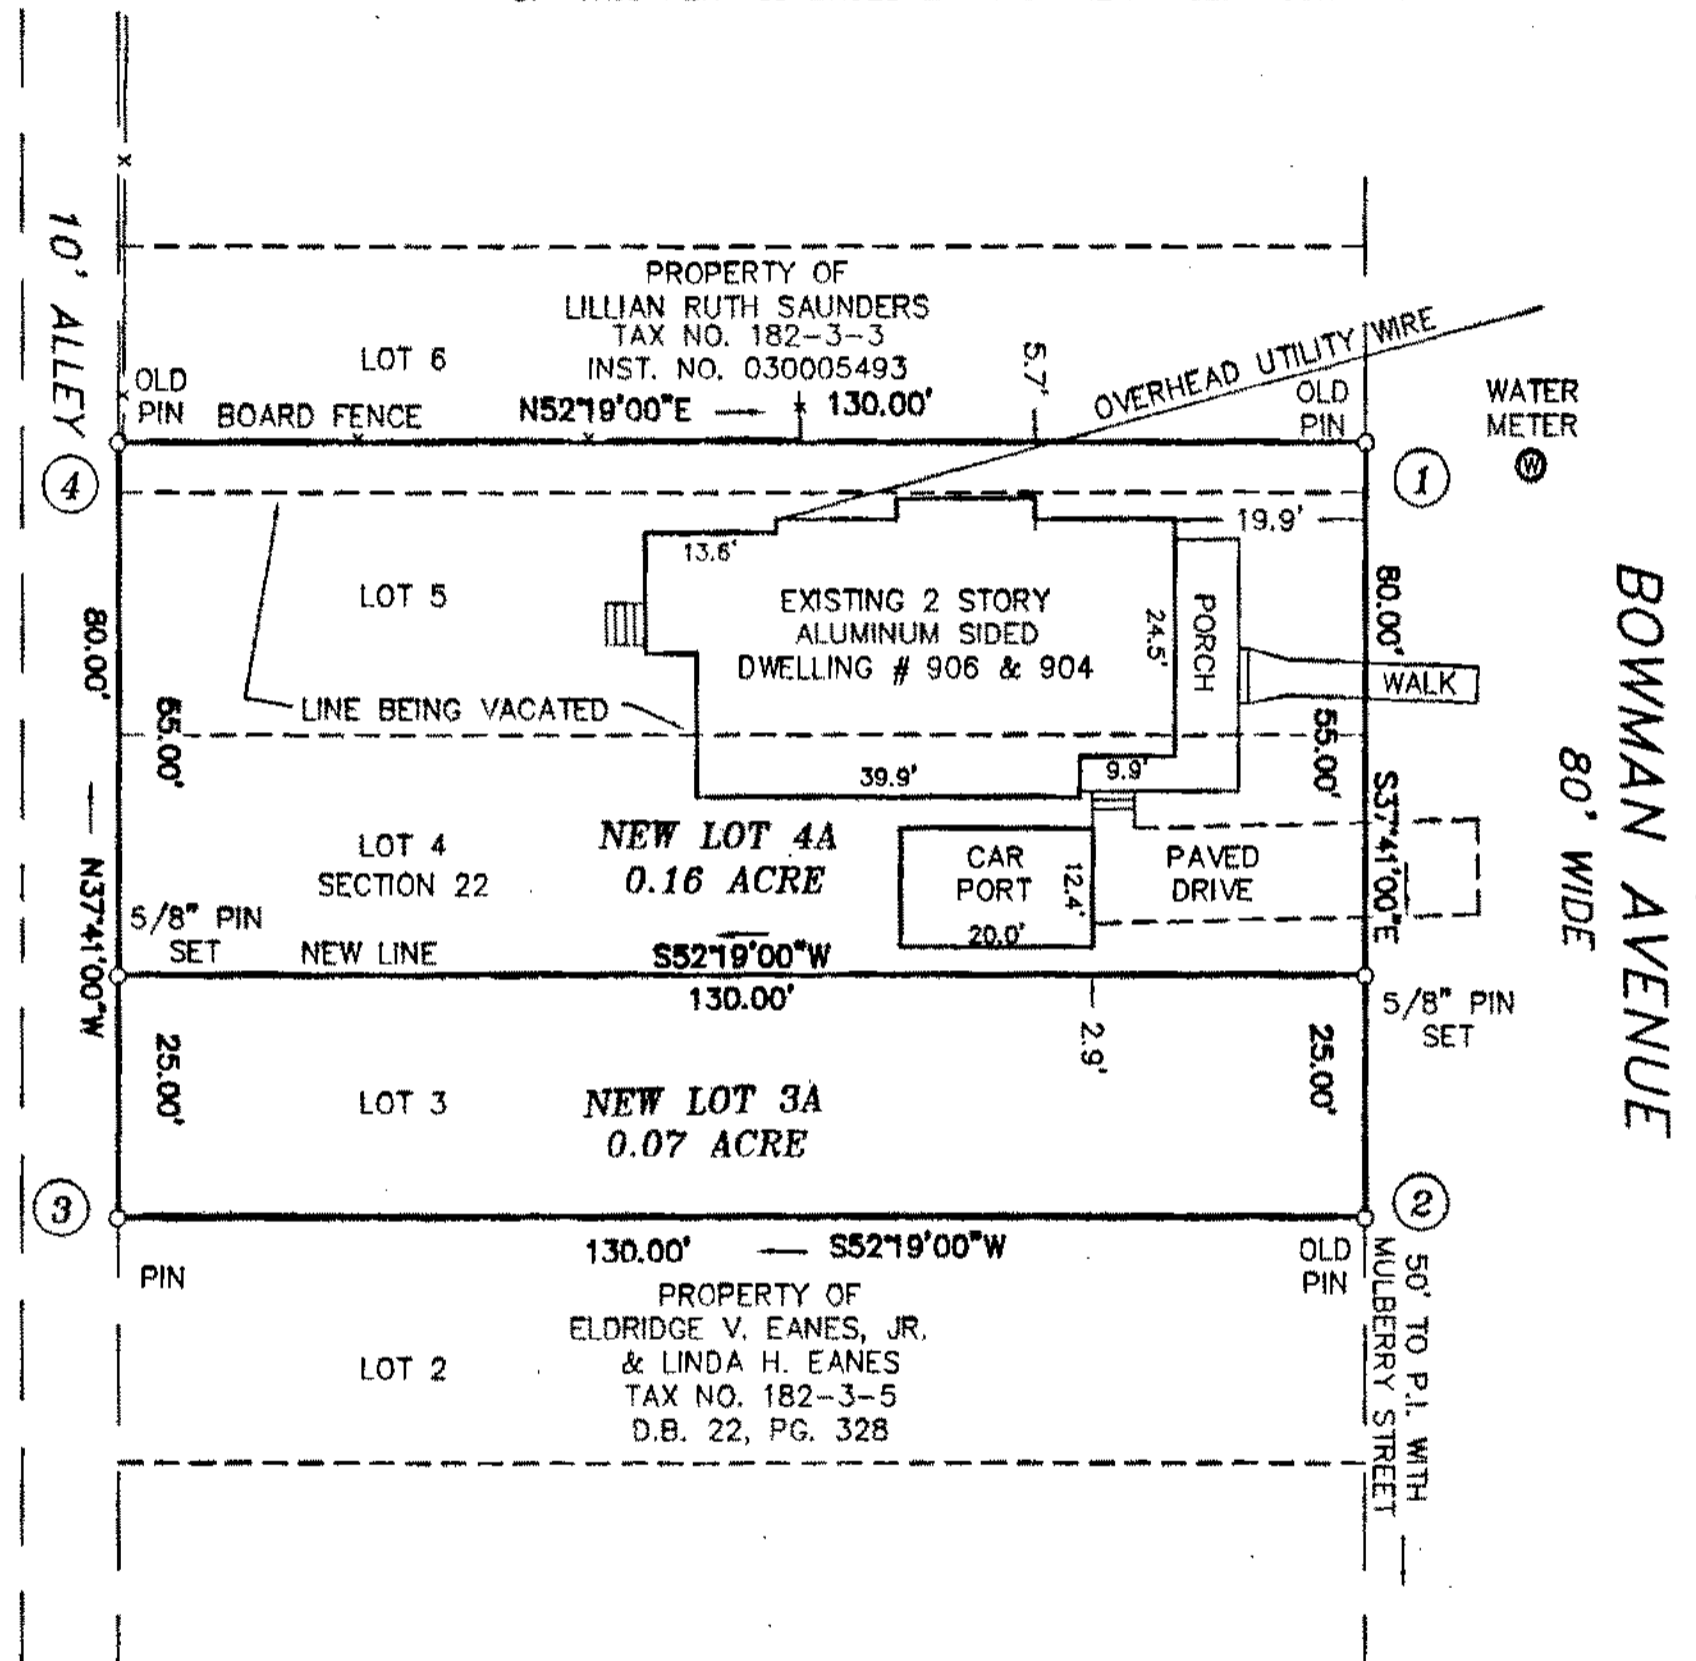 PROPERTY OF
LILLIAN RUTH SAUNDERS
TAX NO. 182-3-3
INST. NO. 030005493
LOT 6
10' ALLEY
OLD
PIN
BOARD FENCE
N52°19'00"E
130.00'
5.7'
OVERHEAD UTILITY WIRE
OLD
PIN
WATER
METER
W
4
1
19.9'
13.6'
LOT 5
EXISTING 2 STORY
ALUMINUM SIDED
DWELLING # 906 & 904
24.5'
PORCH
80.00'
WALK
BOWMAN AVENUE
80' WIDE
80.00'
55.00'
LINE BEING VACATED
55.00'
39.9'
9.9'
S37°41'00"E
LOT 4
SECTION 22
NEW LOT 4A
0.16 ACRE
CAR
PORT
12.4'
20.0'
PAVED
DRIVE
N37°41'00"W
5/8" PIN
SET
NEW LINE
S52°19'00"W
130.00'
5/8" PIN
SET
2.9'
25.00'
25.00'
LOT 3
NEW LOT 3A
0.07 ACRE
3
2
130.00'
S52°19'00"W
PIN
OLD
PIN
PROPERTY OF
ELDRIDGE V. EANES, JR.
& LINDA H. EANES
TAX NO. 182-3-5
D.B. 22, PG. 328
LOT 2
50' TO P.I. WITH
MULBERRY STREET